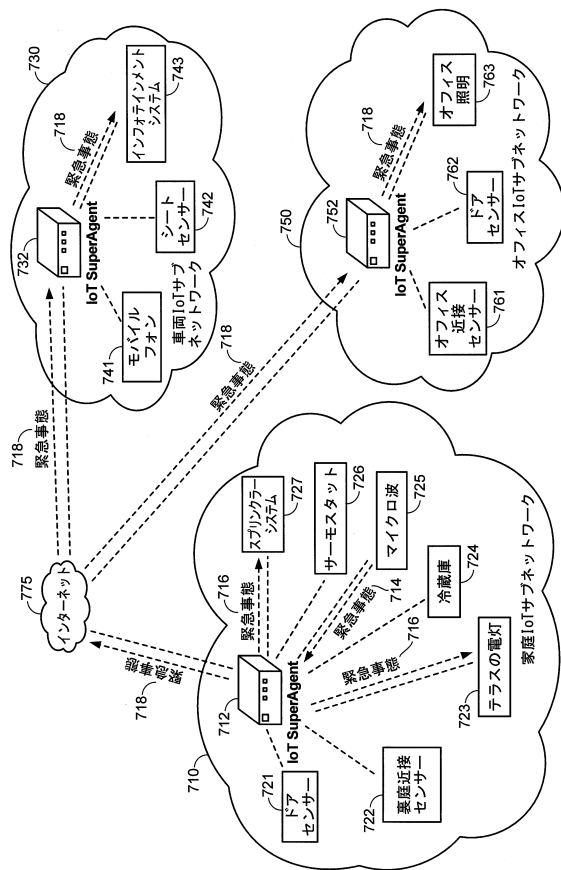 730
732
IoT SuperAgent
718
緊急事態
インフォテインメント
システム
743
シート
センサー
742
モバイル
フォン
741
車両IoTサブ
ネットワーク
775
インターネット
718
緊急事態
718
緊急事態
718
緊急事態
750
752
IoT SuperAgent
718
緊急事態
オフィス
照明
763
ドア
センサー
762
オフィス
近接
センサー
761
オフィスIoTサブネットワーク
710
712
IoT SuperAgent
716
緊急事態
スプリンクラー
システム
727
サーモスタット
726
マイクロ波
725
714
緊急事態
冷蔵庫
724
716
緊急事態
テラスの電灯
723
裏庭近接
センサー
722
ドア
センサー
721
家庭IoTサブネットワーク